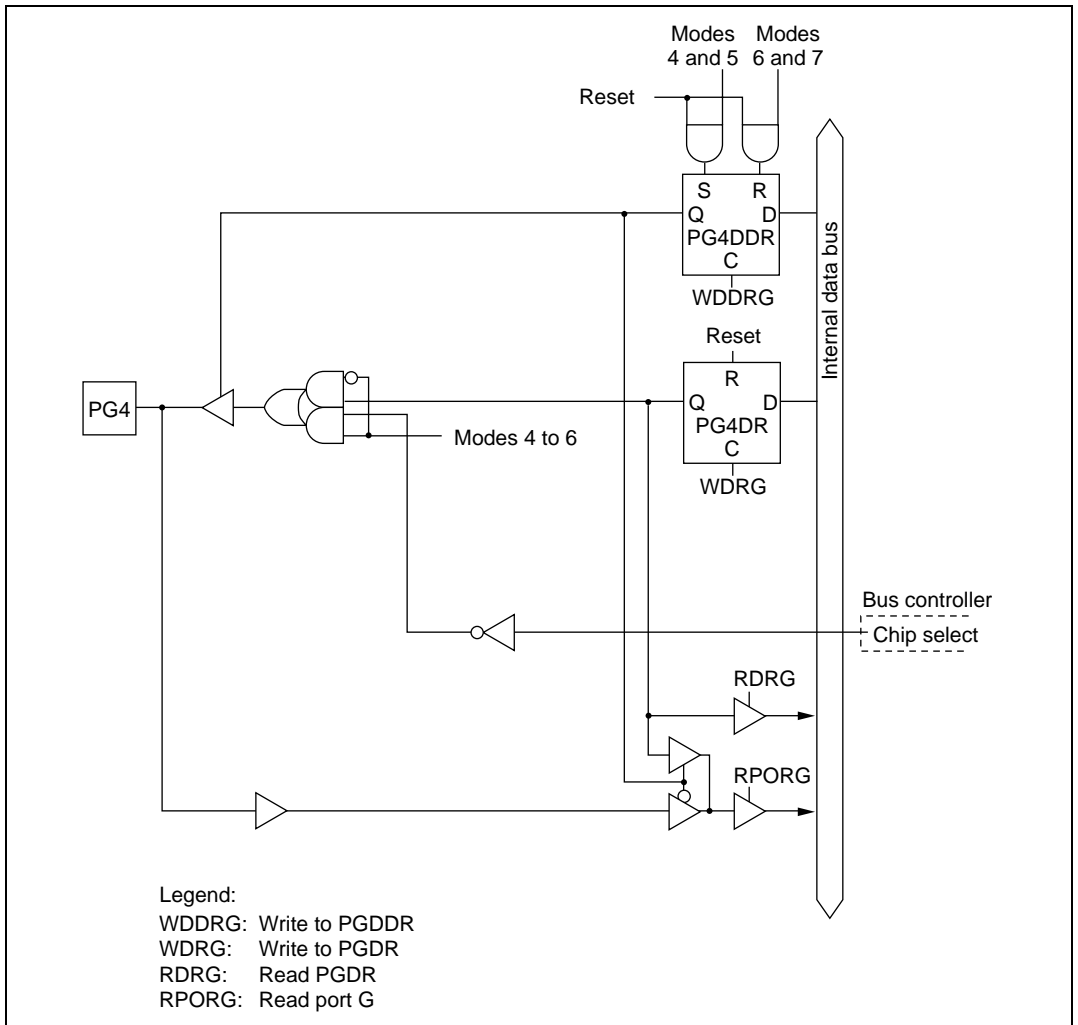 Modes
4 and 5
Modes
6 and 7
Reset
S R
Q D
PG4DDR
C
WDDRG
Internal data bus
Reset
R
PG4
Q D
PG4DR
C
Modes 4 to 6
WDRG
Bus controller
Chip select
RDRG
RPORG
Legend:
WDDRG: Write to PGDDR
WDRG: Write to PGDR
RDRG: Read PGDR
RPORG: Read port G